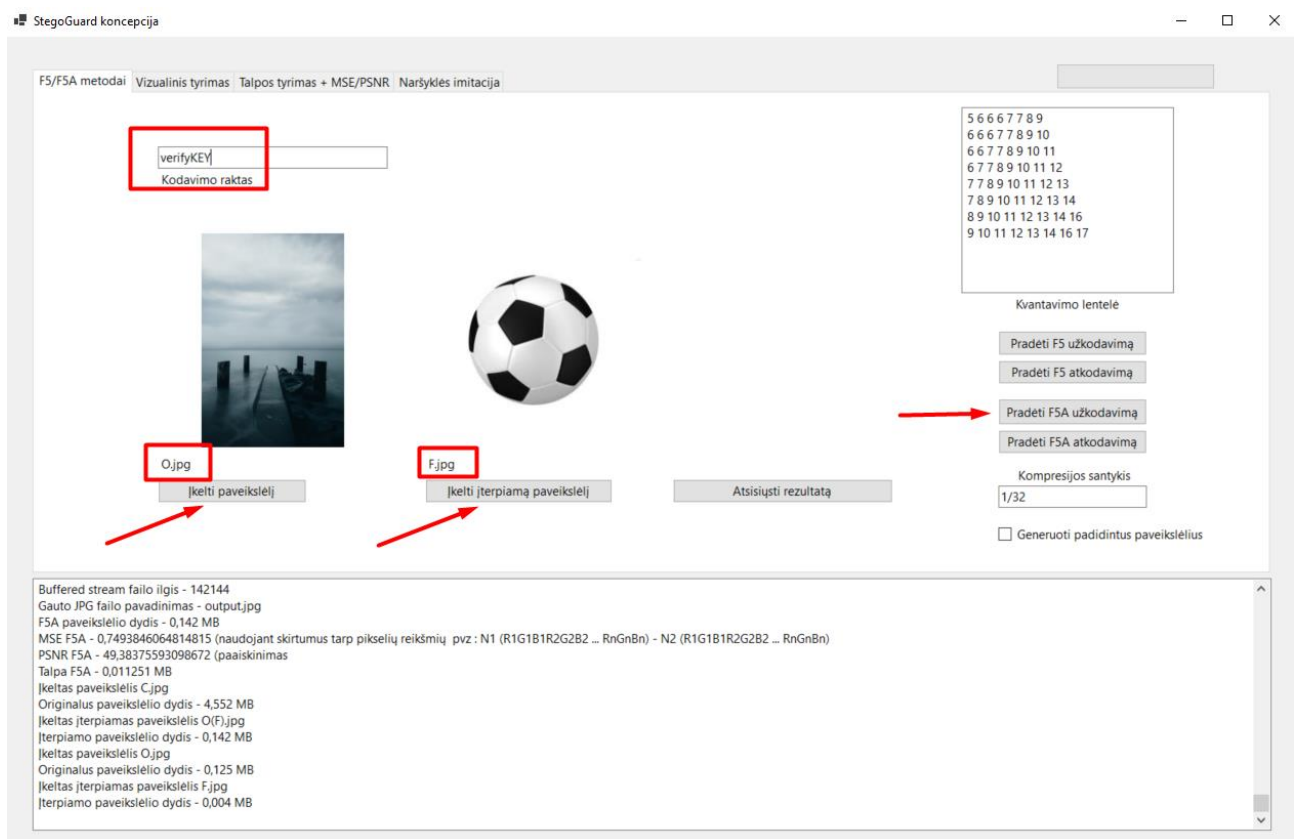 StegoGuard koncepcija
F5/F5A metodai Vizualinis tyrimas Talpos tyrimas + MSE/PSNR Naršyklės imitacija
verifyKEY
Kodavimo raktas
5 6 6 6 7 7 8 9
6 6 6 7 7 8 9 10
6 6 7 7 8 9 10 11
6 7 7 8 9 10 11 12
7 7 8 9 10 11 12 13
7 8 9 10 11 12 13 14
8 9 10 11 12 13 14 16
9 10 11 12 13 14 16 17
Kvantavimo lentelė
Pradėti F5 užkodavimą
Pradėti F5 atkodavimą
Pradėti F5A užkodavimą
Pradėti F5A atkodavimą
Kompresijos santykis
1/32
Generuoti padidintus paveikslėlius
O.jpg
F.jpg
Įkelti paveikslėlį
Įkelti įterpiamą paveikslėlį
Atsisiųsti rezultatą
Buffered stream failo ilgis - 142144
Gauto JPG failo pavadinimas - output.jpg
F5A paveikslėlio dydis - 0,142 MB
MSE F5A - 0,7493846064814815 (naudojant skirtumus tarp pikselių reikšmių pvz : N1 (R1G1B1R2G2B2 ... RnGnBn) - N2 (R1G1B1R2G2B2 ... RnGnBn)
PSNR F5A - 49,38375593098672 (paaiškinimas
Talpa F5A - 0,011251 MB
Įkeltas paveikslėlis C.jpg
Originalus paveikslėlio dydis - 4,552 MB
Įkeltas įterpiamas paveikslėlis O(F).jpg
Įterpiamo paveikslėlio dydis - 0,142 MB
Įkeltas paveikslėlis O.jpg
Originalus paveikslėlio dydis - 0,125 MB
Įkeltas įterpiamas paveikslėlis F.jpg
Įterpiamo paveikslėlio dydis - 0,004 MB